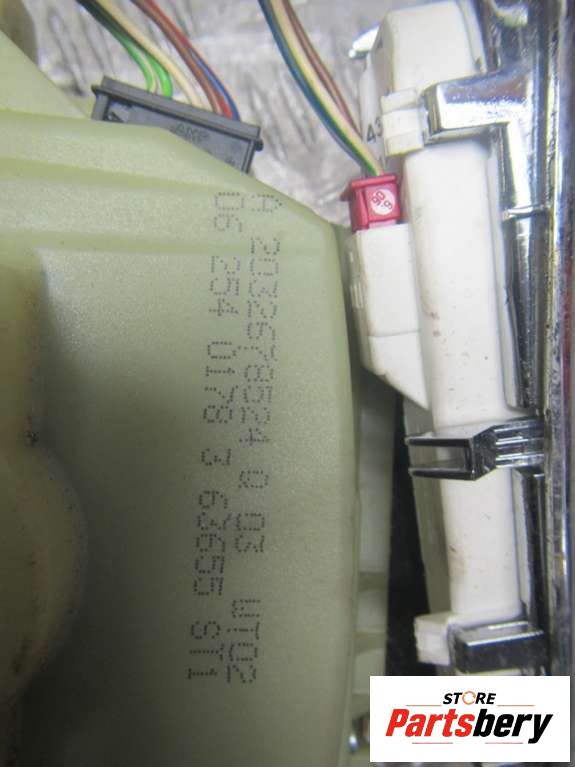 A 2032678524 Q 03 WT02
06 254 0178 3 63655 ST1
43
STORE
Partsbery